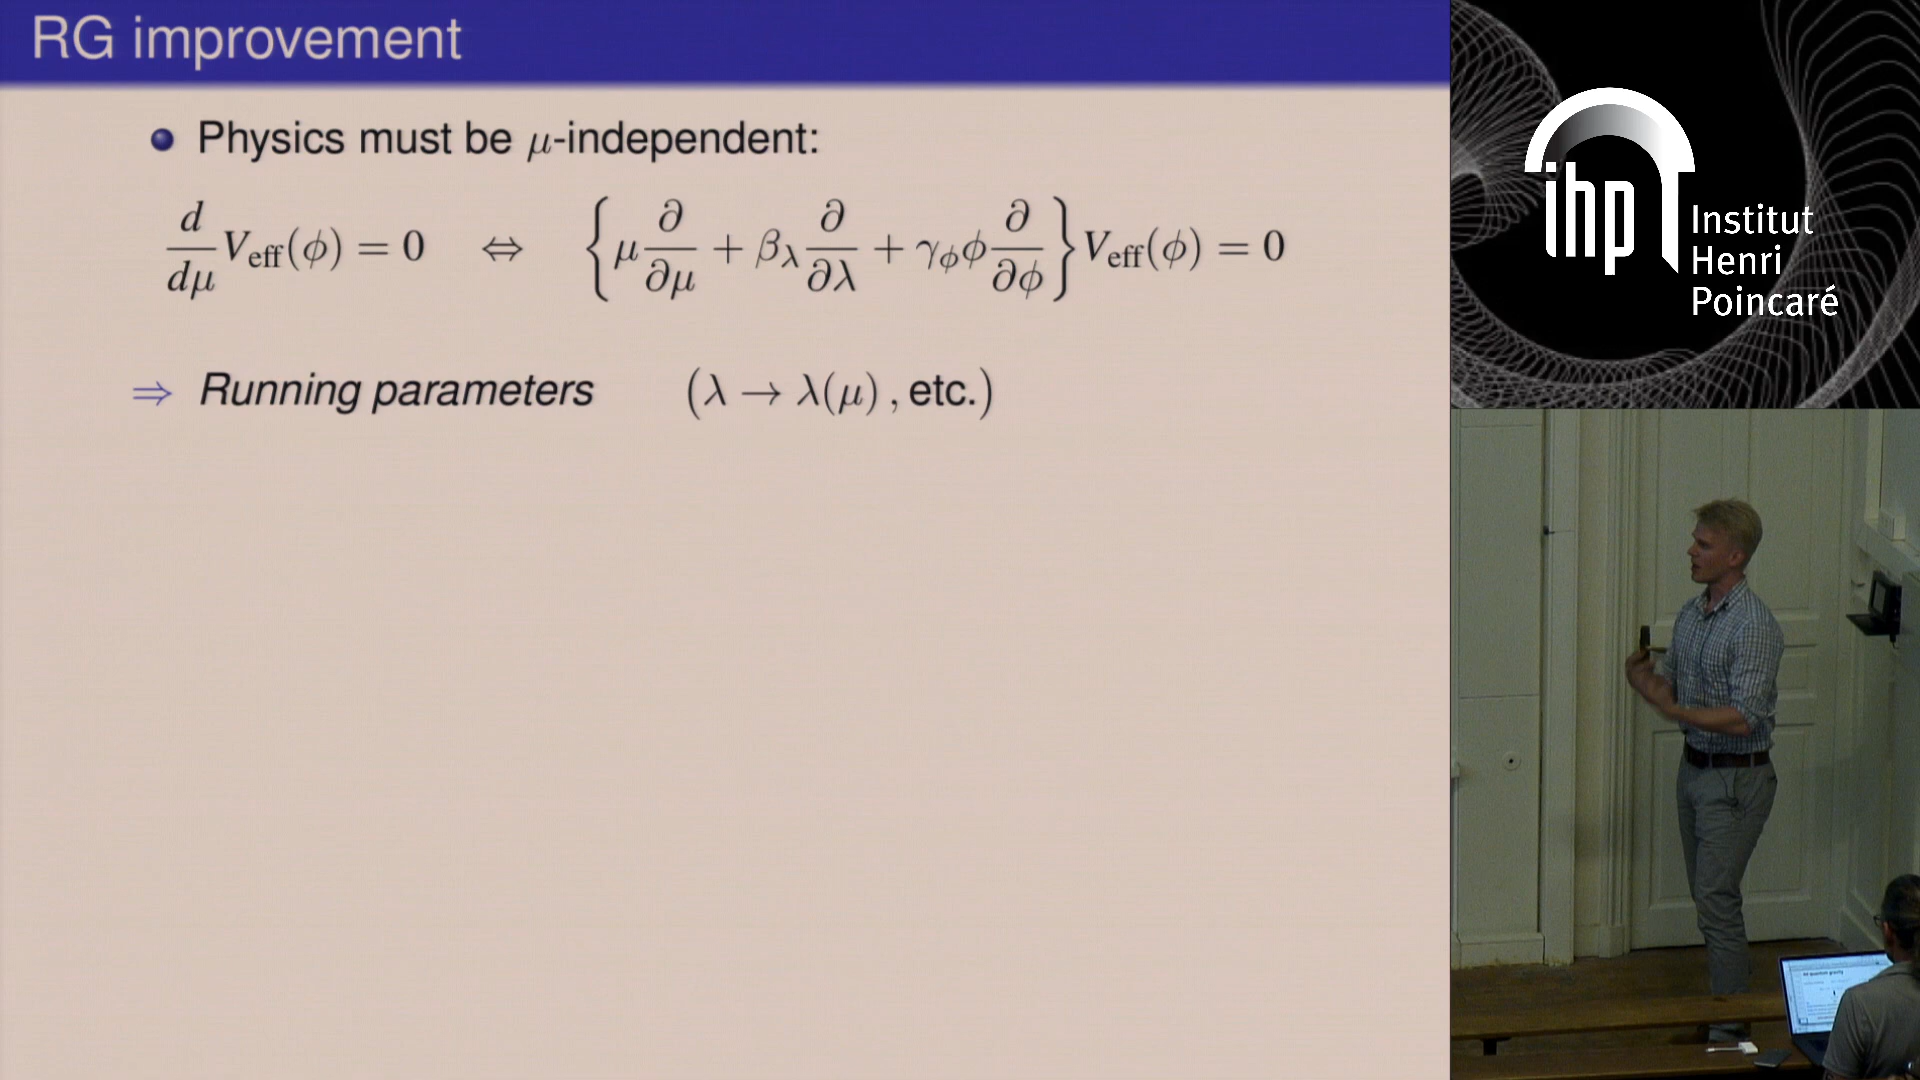 RG improvement
Physics must be μ-independent:
d/dμ V_eff(ϕ) = 0 ⇔ {μ ∂/∂μ + β_λ ∂/∂λ + γ_ϕ ϕ ∂/∂ϕ} V_eff(ϕ) = 0
⇒ Running parameters (λ → λ(μ) , etc.)
ihp
Institut
Henri
Poincaré